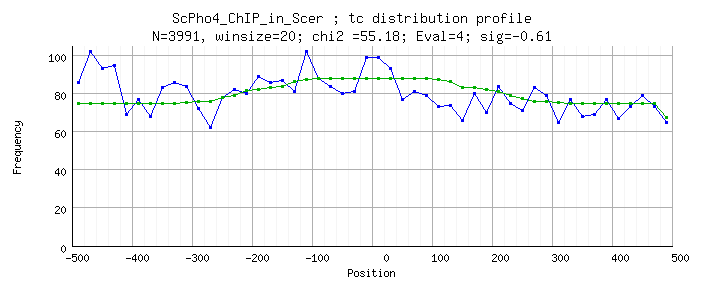 ScPho4_ChIP_in_Scer ; tc distribution profile
N=3991, winsize=20; chi2 =55.18; Eval=4; sig=-0.61
100
80
60
40
20
0
Frequency
-500 -400 -300 -200 -100 0 100 200 300 400 500
Position